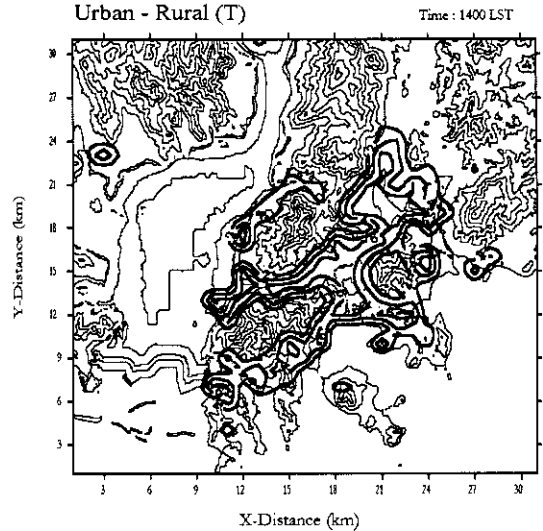 Urban - Rural (T)
Time : 1400 LST
30
27
24
21
18
15
12
9
6
3
Y-Distance (km)
3 6 9 12 15 18 21 24 27 30
X-Distance (km)